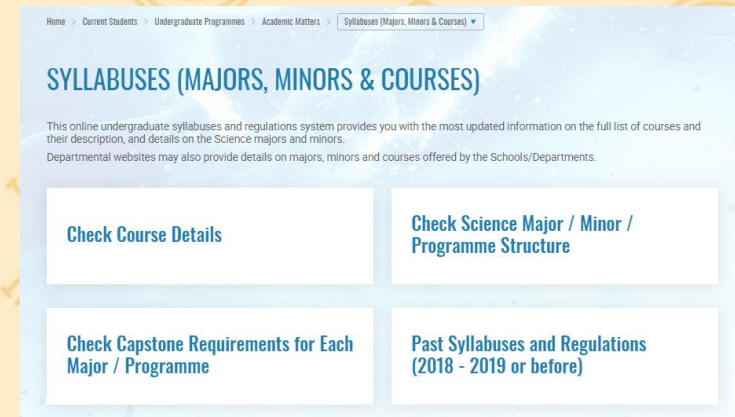 Home > Current Students > Undergraduate Programmes > Academic Matters > Syllabuses (Majors, Minors & Courses) ▼
SYLLABUSES (MAJORS, MINORS & COURSES)
This online undergraduate syllabuses and regulations system provides you with the most updated information on the full list of courses and
their description, and details on the Science majors and minors.
Departmental websites may also provide details on majors, minors and courses offered by the Schools/Departments.
Check Course Details
Check Science Major / Minor /
Programme Structure
Check Capstone Requirements for Each
Major / Programme
Past Syllabuses and Regulations
(2018 - 2019 or before)